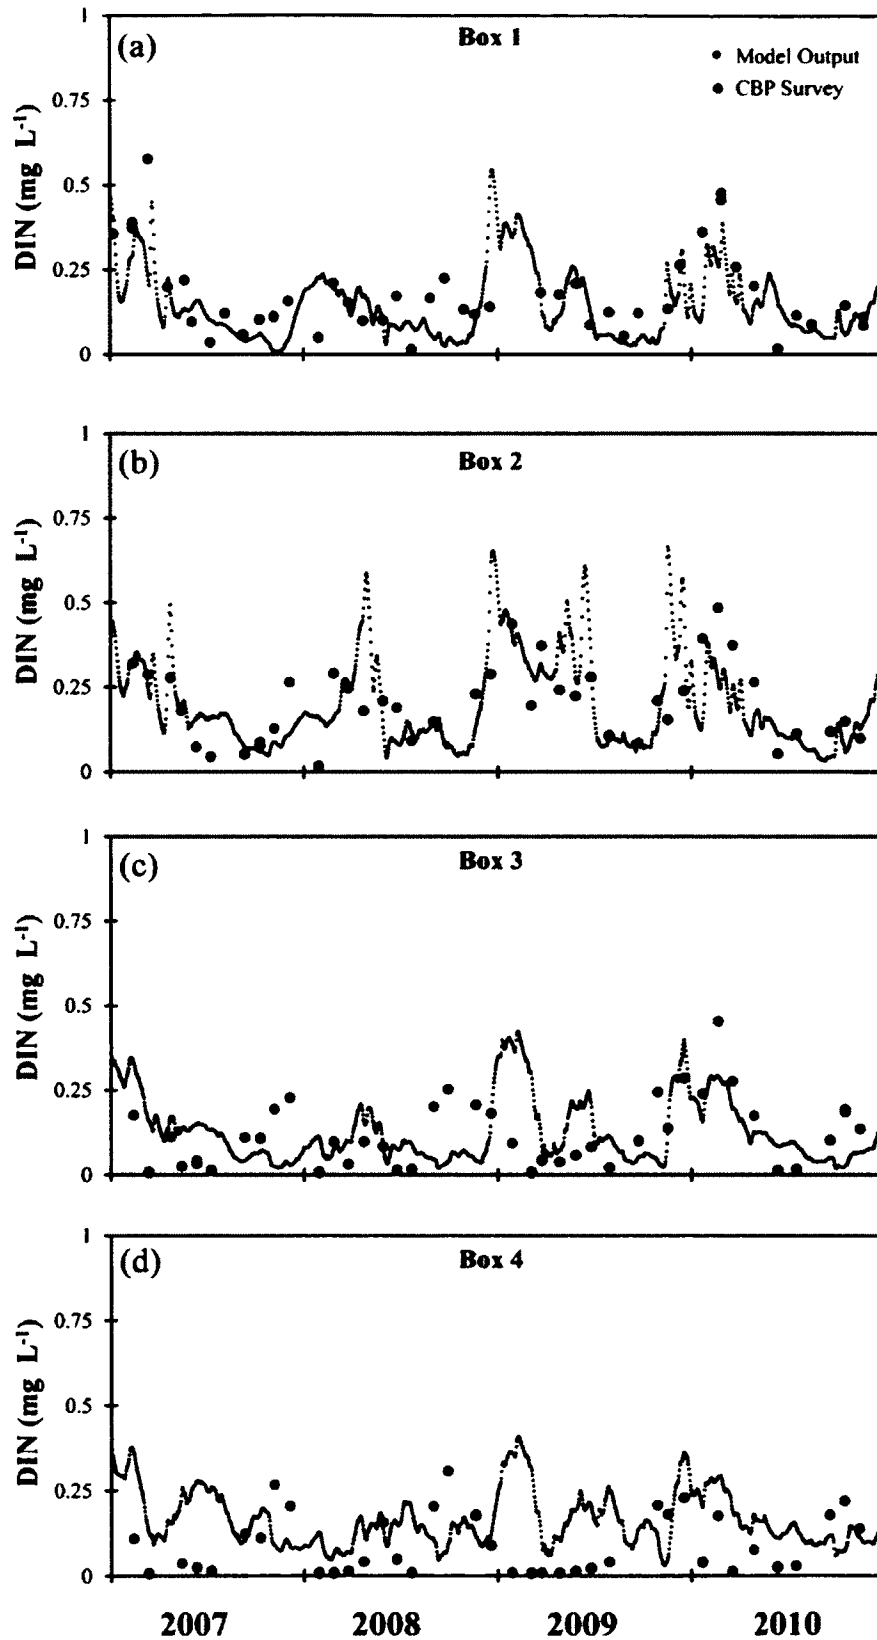 (a)
Box 1
Model Output
CBP Survey
DIN (mg L-1)
1
0.75
0.5
0.25
0
(b)
Box 2
DIN (mg L-1)
1
0.75
0.5
0.25
0
(c)
Box 3
DIN (mg L-1)
1
0.75
0.5
0.25
0
(d)
Box 4
DIN (mg L-1)
1
0.75
0.5
0.25
0
2007 2008 2009 2010